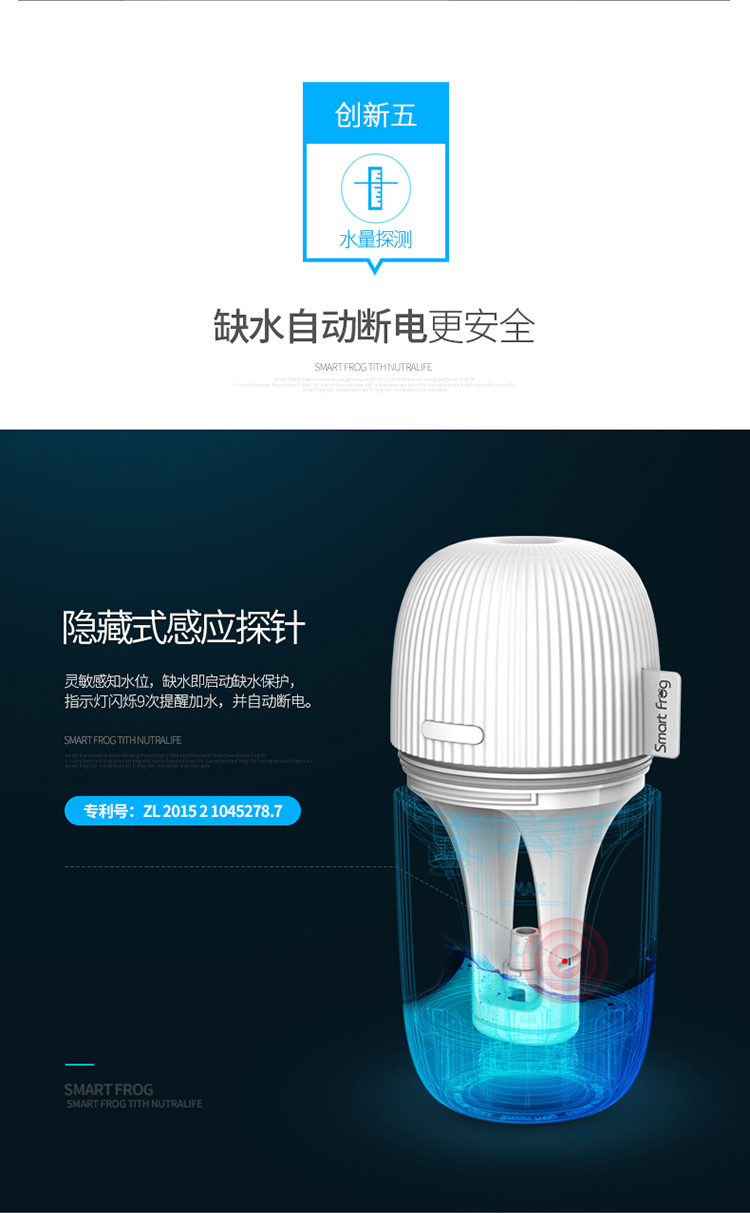 创新五
水量探测
缺水自动断电更安全
SMART FROG TITH NUTRALIFE
隐藏式感应探针
灵敏感知水位，缺水即启动缺水保护，
指示灯闪烁9次提醒加水，并自动断电。
SMART FROG TITH NUTRALIFE
专利号：ZL 2015 2 1045278.7
Smart Frog
MAX
SMART FROG
SMART FROG TITH NUTRALIFE